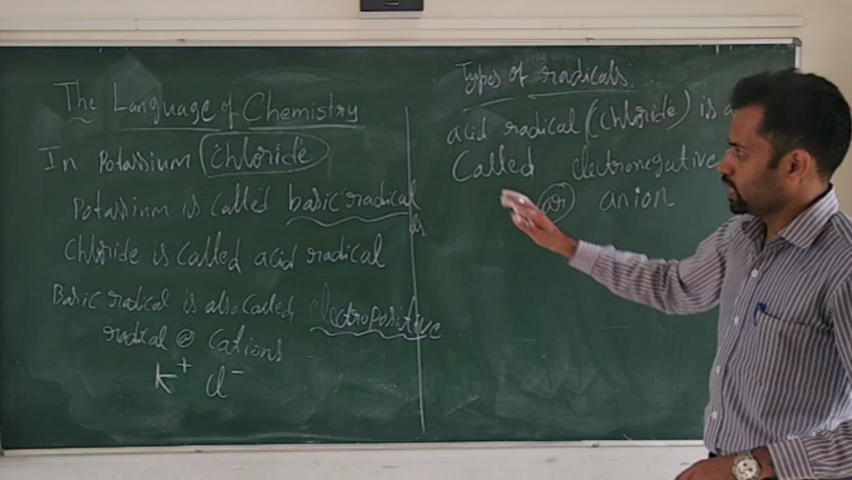 The Language of Chemistry
In Potassium Chloride
Potassium is called basic radical
Chloride is called acid radical
Basic radical is also called electropositive
radical @ cations
K+ Cl-
Types of radicals.
acid radical (chloride) is a
Called electronegative
or anion